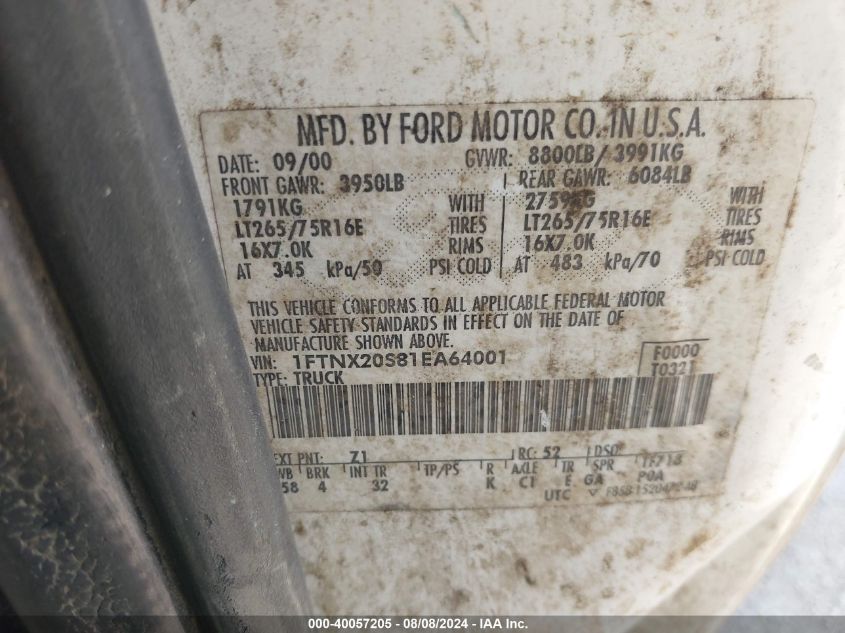 MFD. BY FORD MOTOR CO. IN U.S.A.
DATE: 09/00 GVWR: 8800LB/ 3991KG
FRONT GAWR: 3950LB REAR GAWR: 6084LB
1791KG WITH 2759KG WITH
LT265/75R16E TIRES LT265/75R16E TIRES
16X7.0K RIMS 16X7.0K RIMS
AT 345 kPa/50 PSI COLD AT 483 kPa/70 PSI COLD
THIS VEHICLE CONFORMS TO ALL APPLICABLE FEDERAL MOTOR
VEHICLE SAFETY STANDARDS IN EFFECT ON THE DATE OF
MANUFACTURE SHOWN ABOVE.
VIN: 1FTNX20S81EA64001 F0000
TYPE: TRUCK T0321
EXT PNT: Z1 RC: 52 DSO:
WB BRK INT TR TP/PS R AXLE TR SPR
58 4 32 K C1 E GA POA
UTC
000-40057205 - 08/08/2024 - IAA Inc.